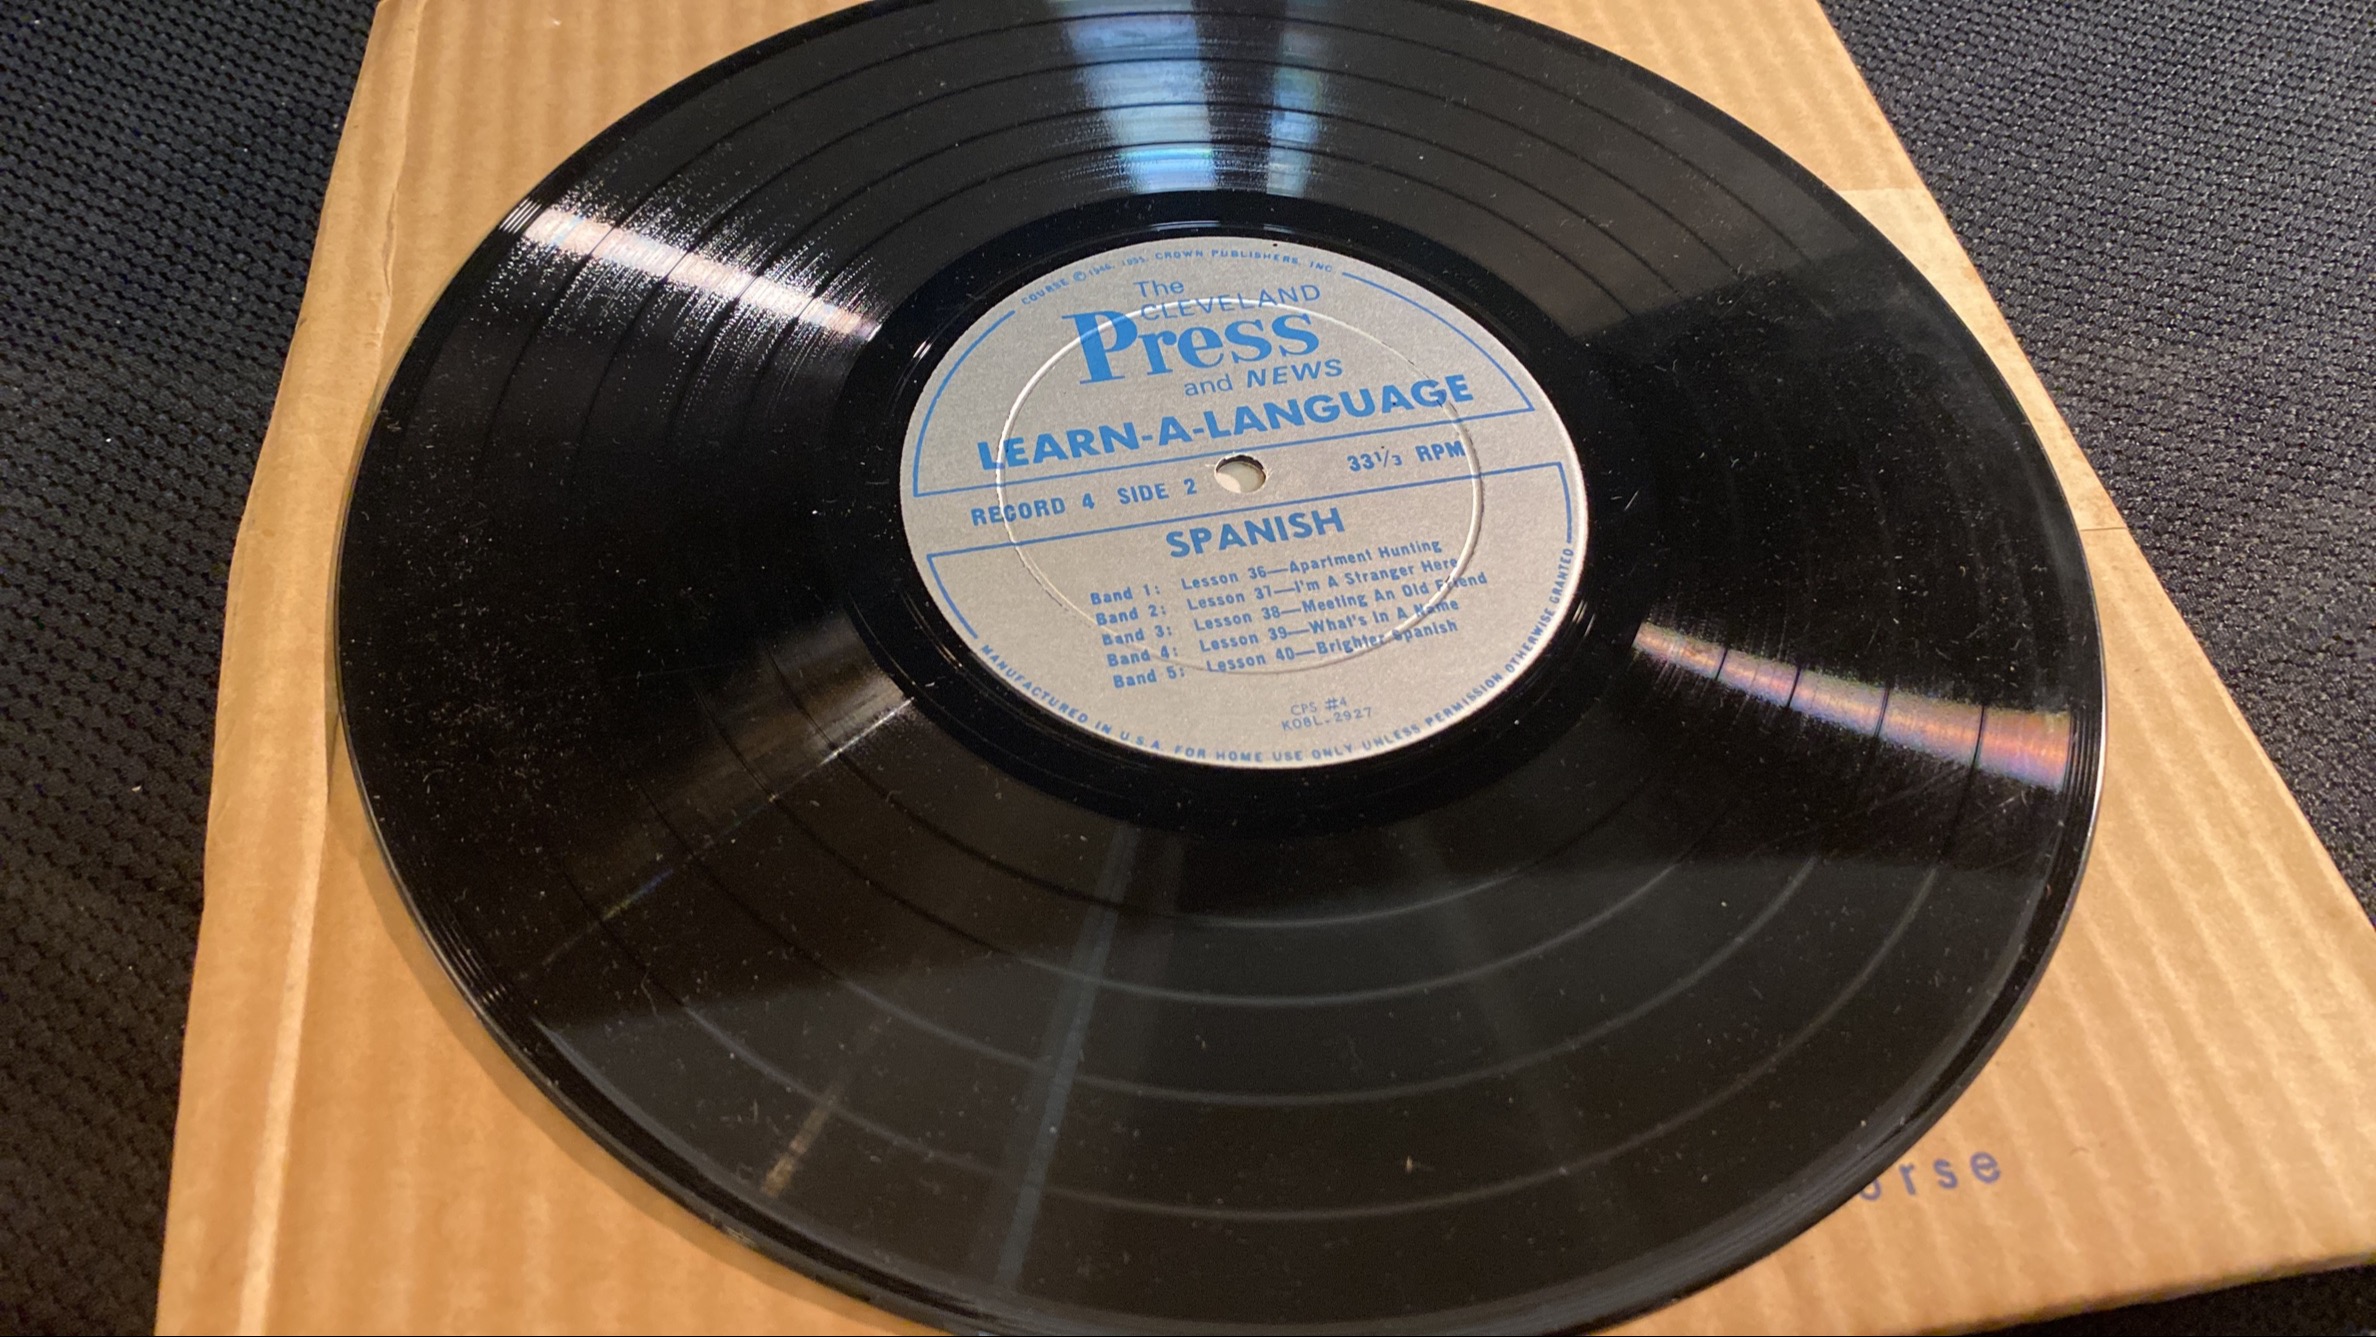 COURSE © 1946, 1955, CROWN PUBLISHERS, INC.
The
CLEVELAND
Press
and NEWS
LEARN-A-LANGUAGE
RECORD 4 SIDE 2 33⅓ RPM
SPANISH
Band 1: Lesson 36—Apartment Hunting
Band 2: Lesson 37—I'm A Stranger Here
Band 3: Lesson 38—Meeting An Old Friend
Band 4: Lesson 39—What's In A Name
Band 5: Lesson 40—Brighter Spanish
CPS #4
K08L-2927
MANUFACTURED IN U.S.A. FOR HOME USE ONLY UNLESS PERMISSION OTHERWISE GRANTED